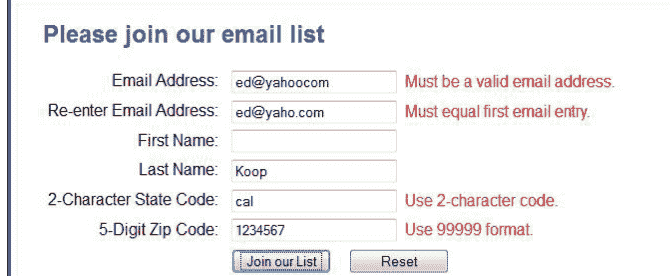 Please join our email list
Email Address: ed@yahoocom Must be a valid email address.
Re-enter Email Address: ed@yaho.com Must equal first email entry.
First Name:
Last Name: Koop
2-Character State Code: cal Use 2-character code.
5-Digit Zip Code: 1234567 Use 99999 format.
Join our List Reset